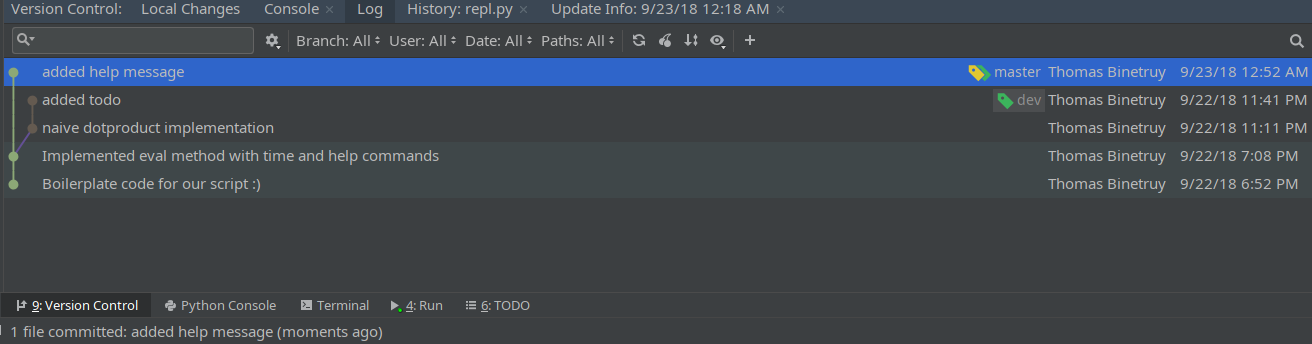 Version Control: Local Changes Console × Log History: repl.py × Update Info: 9/23/18 12:18 AM ×
Branch: All User: All Date: All Paths: All
added help message master Thomas Binetruy 9/23/18 12:52 AM
added todo dev Thomas Binetruy 9/22/18 11:41 PM
naive dotproduct implementation Thomas Binetruy 9/22/18 11:11 PM
Implemented eval method with time and help commands Thomas Binetruy 9/22/18 7:08 PM
Boilerplate code for our script :) Thomas Binetruy 9/22/18 6:52 PM
9: Version Control Python Console Terminal 4: Run 6: TODO
1 file committed: added help message (moments ago)